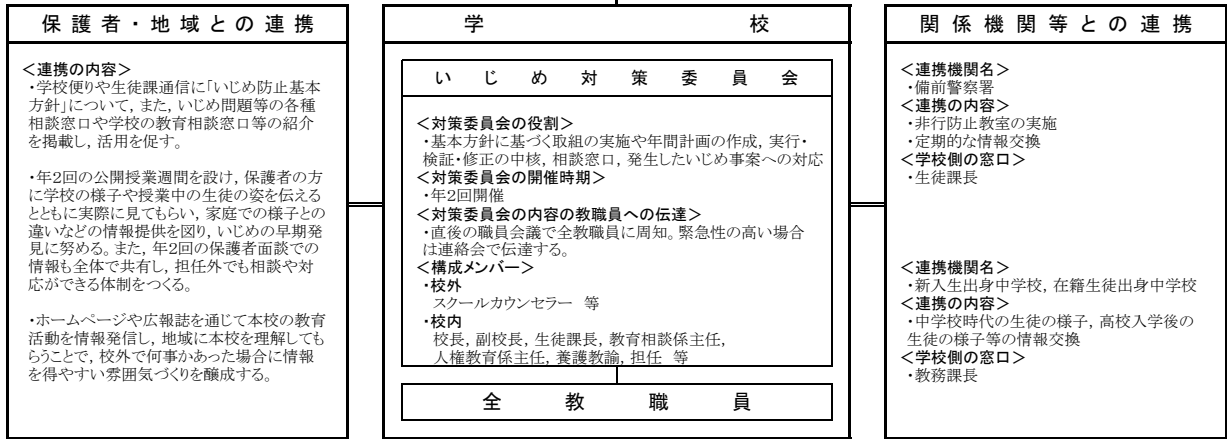 保護者・地域との連携
＜連携の内容＞
・学校便りや生徒課通信に「いじめ防止基本
方針」について，また，いじめ問題等の各種
相談窓口や学校の教育相談窓口等の紹介
を掲載し，活用を促す。
・年2回の公開授業週間を設け，保護者の方
に学校の様子や授業中の生徒の姿を伝える
とともに実際に見てもらい，家庭での様子との
違いなどの情報提供を図り，いじめの早期発
見に努める。また，年2回の保護者面談での
情報も全体で共有し，担任外でも相談や対
応ができる体制をつくる。
・ホームページや広報誌を通じて本校の教育
活動を情報発信し，地域に本校を理解しても
らうことで，校外で何事かあった場合に情報
を得やすい雰囲気づくりを醸成する。
学校
いじめ対策委員会
＜対策委員会の役割＞
・基本方針に基づく取組の実施や年間計画の作成，実行・
検証・修正の中核，相談窓口，発生したいじめ事案への対応
＜対策委員会の開催時期＞
・年2回開催
＜対策委員会の内容の教職員への伝達＞
・直後の職員会議で全教職員に周知。緊急性の高い場合
は連絡会で伝達する。
＜構成メンバー＞
・校外
スクールカウンセラー 等
・校内
校長，副校長，生徒課長，教育相談係主任，
人権教育係主任，養護教諭，担任 等
全教職員
関係機関等との連携
＜連携機関名＞
・備前警察署
＜連携の内容＞
・非行防止教室の実施
・定期的な情報交換
＜学校側の窓口＞
・生徒課長
＜連携機関名＞
・新入生出身中学校，在籍生徒出身中学校
＜連携の内容＞
・中学校時代の生徒の様子，高校入学後の
生徒の様子等の情報交換
＜学校側の窓口＞
・教務課長